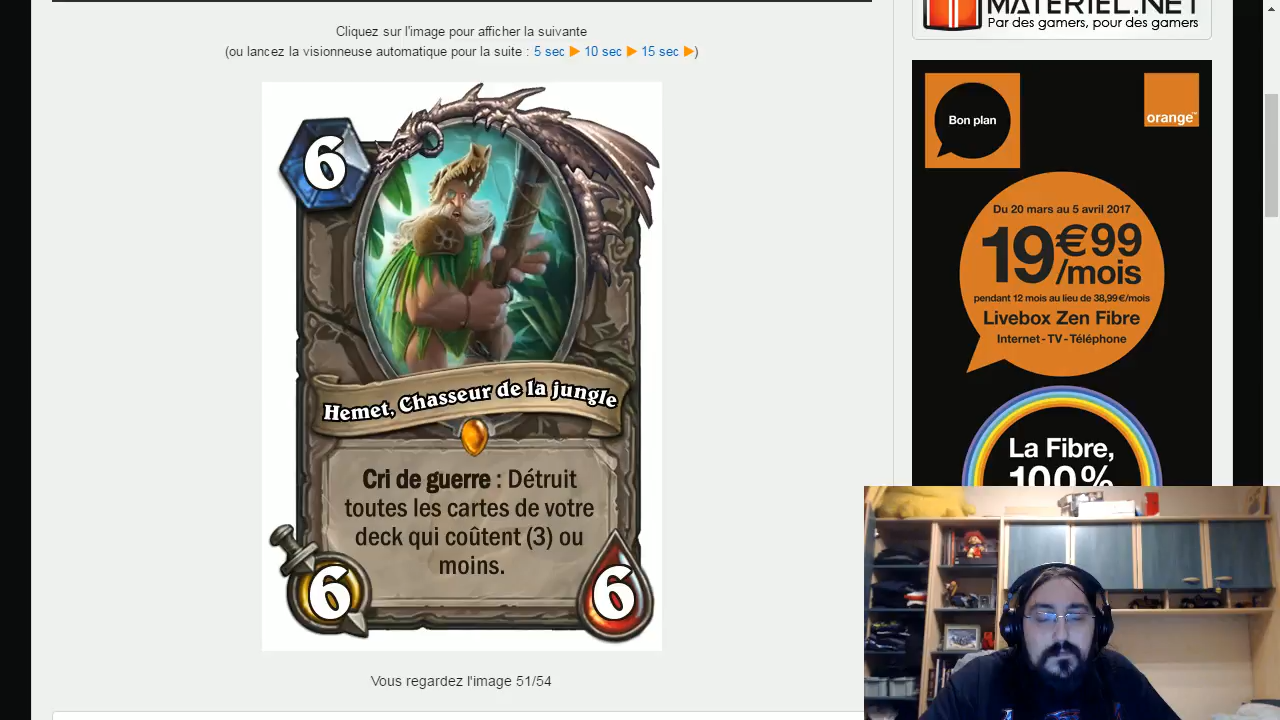 MATERIEL.NET
Par des gamers, pour des gamers
Cliquez sur l'image pour afficher la suivante
(ou lancez la visionneuse automatique pour la suite : 5 sec ▶ 10 sec ▶ 15 sec ▶)
6
Hemet, Chasseur de la jungle
Cri de guerre : Détruit
toutes les cartes de votre
deck qui coûtent (3) ou
moins.
6
6
Vous regardez l'image 51/54
Bon plan
orange™
Du 20 mars au 5 avril 2017
19€99
/mois
pendant 12 mois au lieu de 38,99€/mois
Livebox Zen Fibre
Internet - TV - Téléphone
La Fibre,
100%